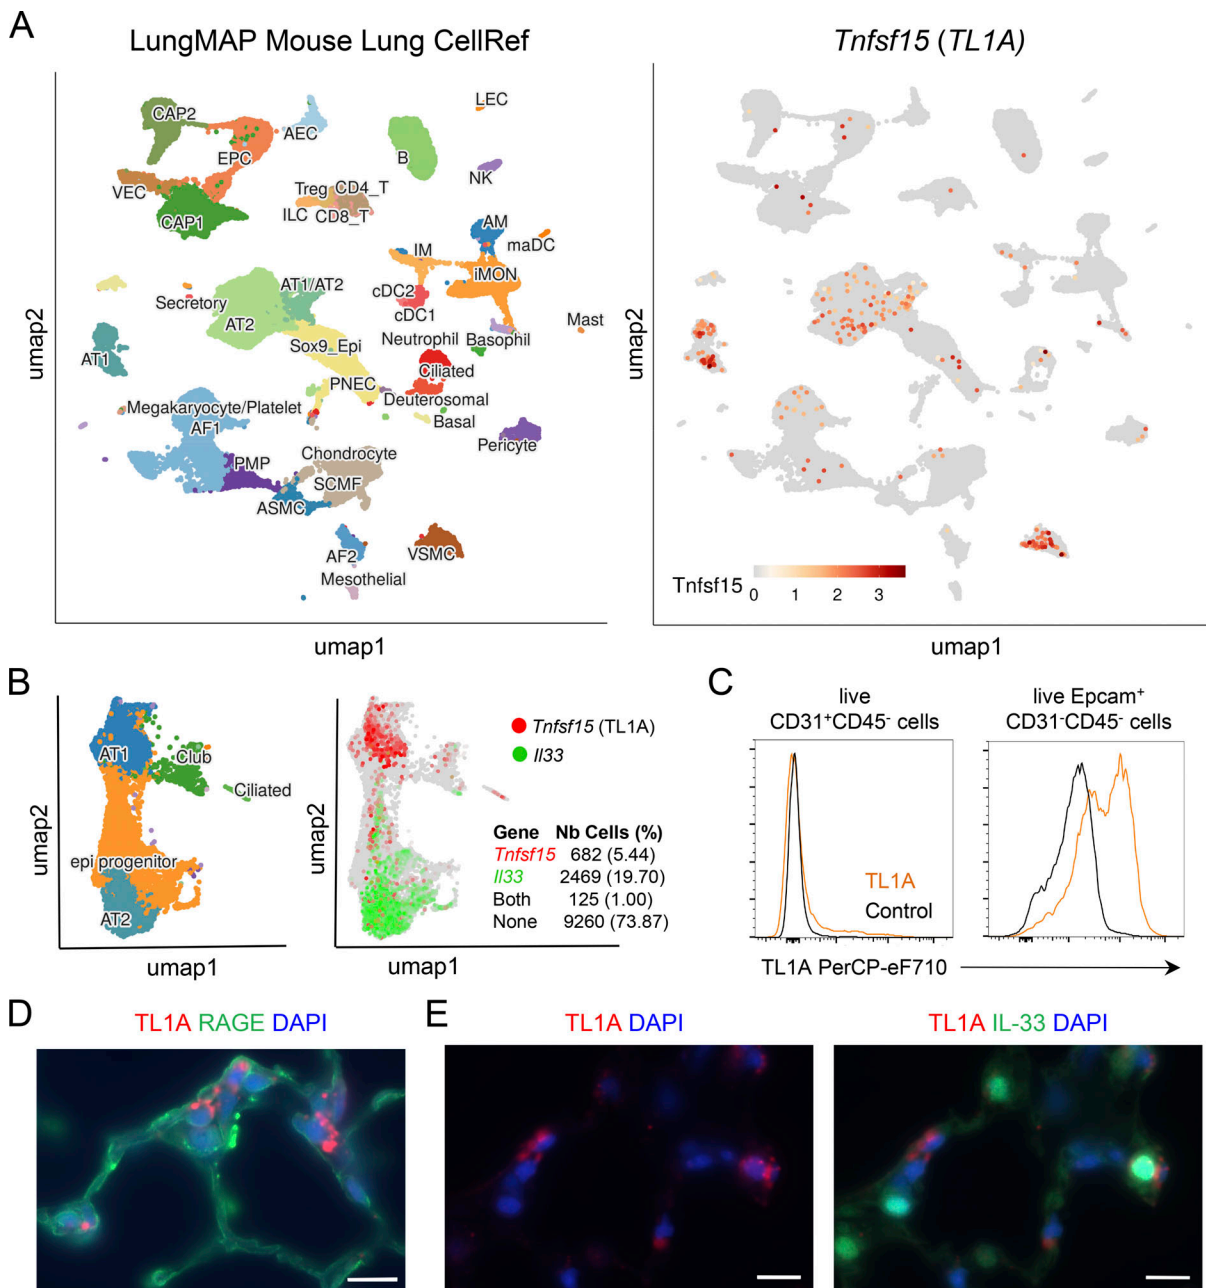 A
LungMAP Mouse Lung CellRef
Tnfsf15 (TL1A)
CAP2
AEC
LEC
EPC
B
NK
VEC
Treg CD4_T
ILC CD8_T
CAP1
AM
maDC
IM
iMON
AT1/AT2
cDC2
Secretory
cDC1
Mast
AT2
Neutrophil
Basophil
Sox9_Epi
AT1
Ciliated
PNEC
Deuterosomal
Megakaryocyte/Platelet
Basal
AF1
Pericyte
Chondrocyte
PMP
SCMF
ASMC
AF2
VSMC
Mesothelial
umap2
umap1
umap2
Tnfsf15
0 1 2 3
umap1
B
AT1
Club
Ciliated
epi progenitor
AT2
umap2
umap1
Tnfsf15 (TL1A)
Il33
Gene Nb Cells (%)
Tnfsf15 682 (5.44)
Il33 2469 (19.70)
Both 125 (1.00)
None 9260 (73.87)
umap2
umap1
C
live
CD31+CD45- cells
live Epcam+
CD31-CD45- cells
TL1A
Control
TL1A PerCP-eF710
D
TL1A RAGE DAPI
E
TL1A DAPI
TL1A IL-33 DAPI